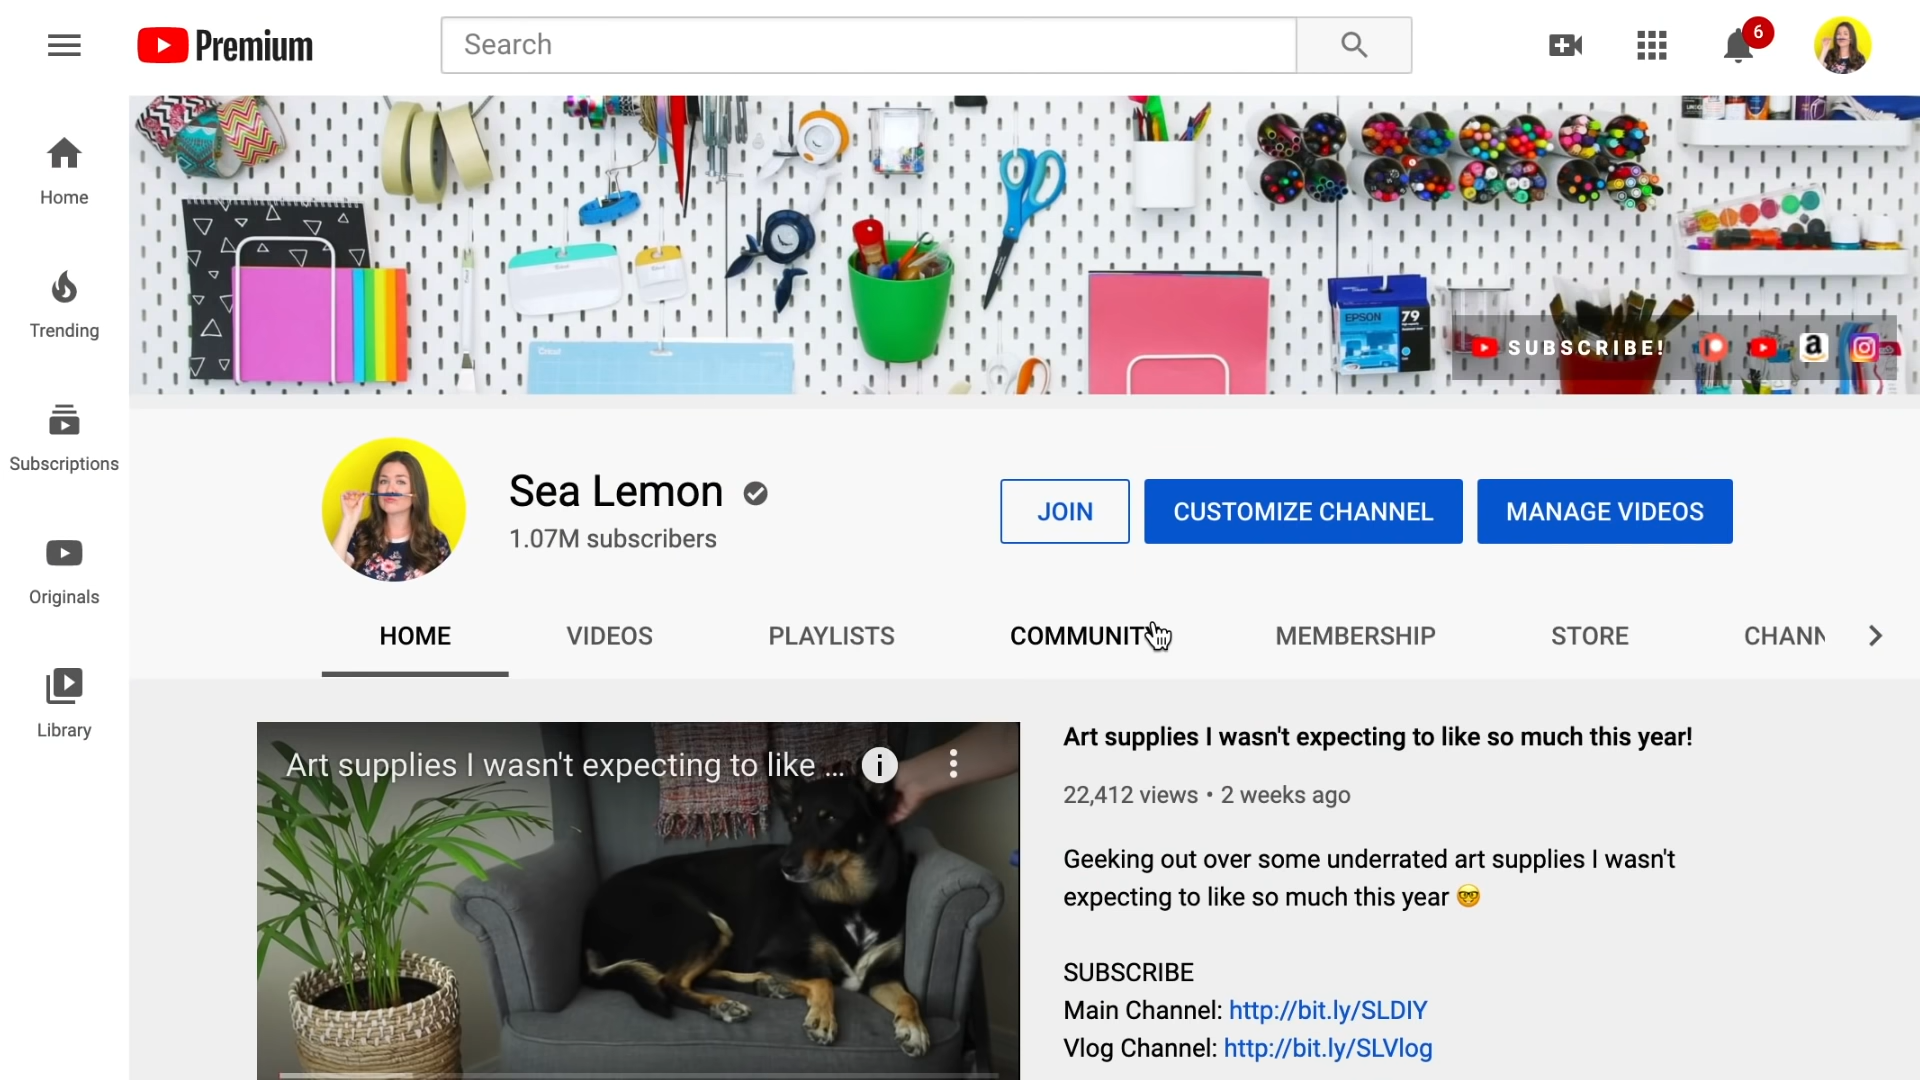 Premium
Search
6
Home
Trending
Subscriptions
Originals
Library
EPSON 79
SUBSCRIBE!
Sea Lemon
1.07M subscribers
JOIN
CUSTOMIZE CHANNEL
MANAGE VIDEOS
HOME VIDEOS PLAYLISTS COMMUNIT MEMBERSHIP STORE CHANN
Art supplies I wasn't expecting to like ...
Art supplies I wasn't expecting to like so much this year!
22,412 views • 2 weeks ago
Geeking out over some underrated art supplies I wasn't
expecting to like so much this year 🤓
SUBSCRIBE
Main Channel: http://bit.ly/SLDIY
Vlog Channel: http://bit.ly/SLVlog